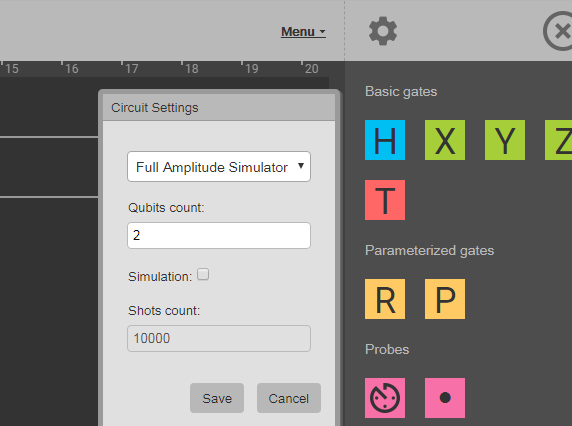 Menu
15 16 17 18 19 20
Circuit Settings
Full Amplitude Simulator
Qubits count:
2
Simulation:
Shots count:
10000
Save Cancel
Basic gates
H X Y Z
T
Parameterized gates
R P
Probes